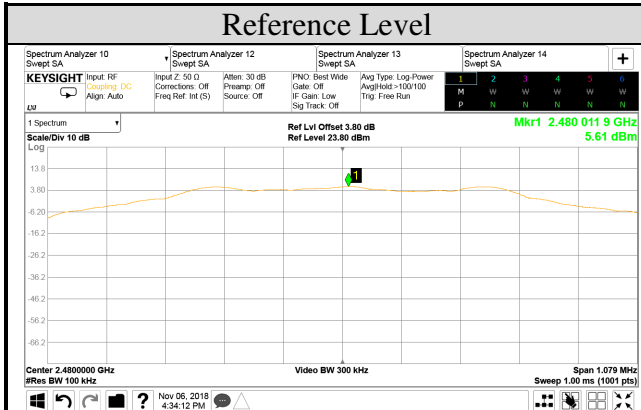 Reference Level
Spectrum Analyzer 10
Swept SA
Spectrum Analyzer 12
Swept SA
Spectrum Analyzer 13
Swept SA
Spectrum Analyzer 14
Swept SA
+
KEYSIGHT
Input: RF
Coupling: DC
Align: Auto
Input Z: 50 Ω
Corrections: Off
Freq Ref: Int (S)
Atten: 30 dB
Preamp: Off
Source: Off
PNO: Best Wide
Gate: Off
IF Gain: Low
Sig Track: Off
Avg Type: Log-Power
Avg|Hold:>100/100
Trig: Free Run
1 2 3 4 5 6
M W W W W W
P N N N N N
LXI
1 Spectrum
Scale/Div 10 dB
Ref Lvl Offset 3.80 dB
Ref Level 23.80 dBm
Mkr1 2.480 011 9 GHz
5.61 dBm
Log
1
13.8
3.80
-6.20
-16.2
-26.2
-36.2
-46.2
-56.2
-66.2
Center 2.4800000 GHz
#Res BW 100 kHz
Video BW 300 kHz
Span 1.079 MHz
Sweep 1.00 ms (1001 pts)
?
Nov 06, 2018
4:34:12 PM